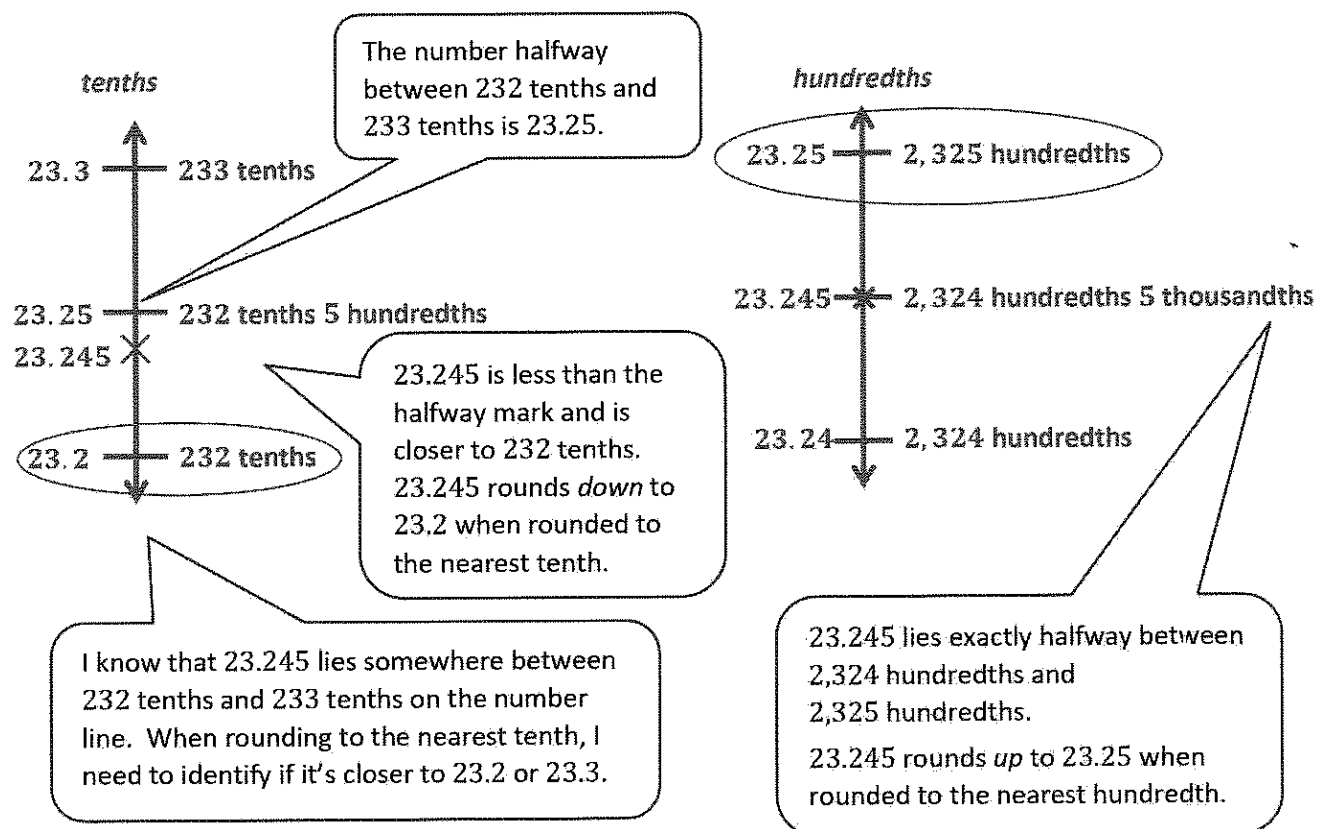 tenths
The number halfway
between 232 tenths and
233 tenths is 23.25.
23.3
233 tenths
23.25
232 tenths 5 hundredths
23.245
23.2
232 tenths
23.245 is less than the
halfway mark and is
closer to 232 tenths.
23.245 rounds down to
23.2 when rounded to
the nearest tenth.
I know that 23.245 lies somewhere between
232 tenths and 233 tenths on the number
line. When rounding to the nearest tenth, I
need to identify if it's closer to 23.2 or 23.3.
hundredths
23.25
2,325 hundredths
23.245
2,324 hundredths 5 thousandths
23.24
2,324 hundredths
23.245 lies exactly halfway between
2,324 hundredths and
2,325 hundredths.
23.245 rounds up to 23.25 when
rounded to the nearest hundredth.